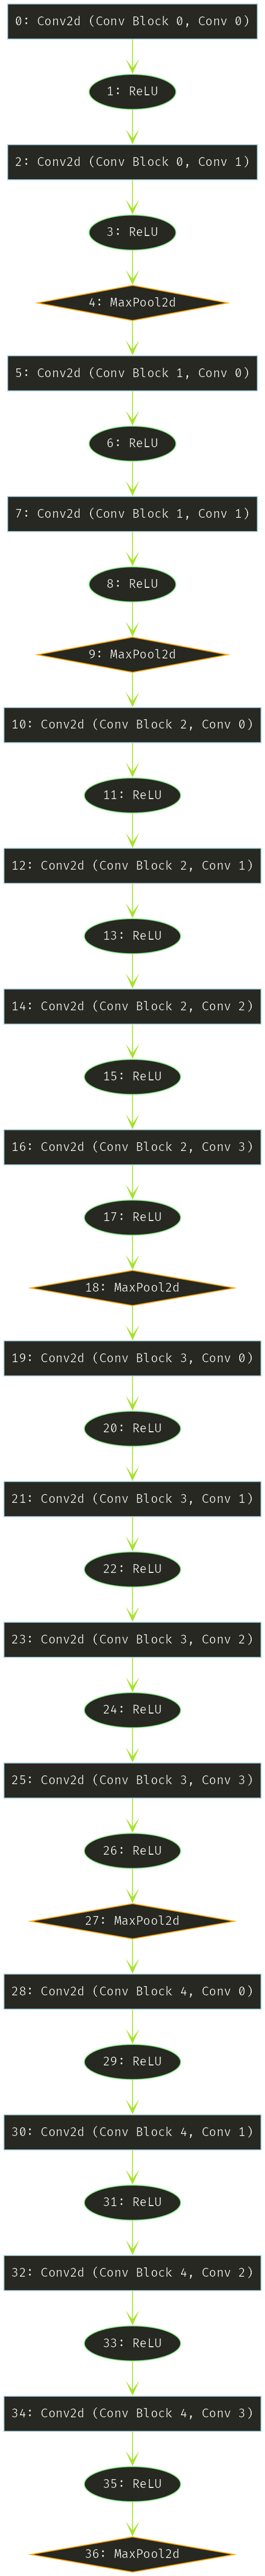 0: Conv2d (Conv Block 0, Conv 0)
1: ReLU
2: Conv2d (Conv Block 0, Conv 1)
3: ReLU
4: MaxPool2d
5: Conv2d (Conv Block 1, Conv 0)
6: ReLU
7: Conv2d (Conv Block 1, Conv 1)
8: ReLU
9: MaxPool2d
10: Conv2d (Conv Block 2, Conv 0)
11: ReLU
12: Conv2d (Conv Block 2, Conv 1)
13: ReLU
14: Conv2d (Conv Block 2, Conv 2)
15: ReLU
16: Conv2d (Conv Block 2, Conv 3)
17: ReLU
18: MaxPool2d
19: Conv2d (Conv Block 3, Conv 0)
20: ReLU
21: Conv2d (Conv Block 3, Conv 1)
22: ReLU
23: Conv2d (Conv Block 3, Conv 2)
24: ReLU
25: Conv2d (Conv Block 3, Conv 3)
26: ReLU
27: MaxPool2d
28: Conv2d (Conv Block 4, Conv 0)
29: ReLU
30: Conv2d (Conv Block 4, Conv 1)
31: ReLU
32: Conv2d (Conv Block 4, Conv 2)
33: ReLU
34: Conv2d (Conv Block 4, Conv 3)
35: ReLU
36: MaxPool2d